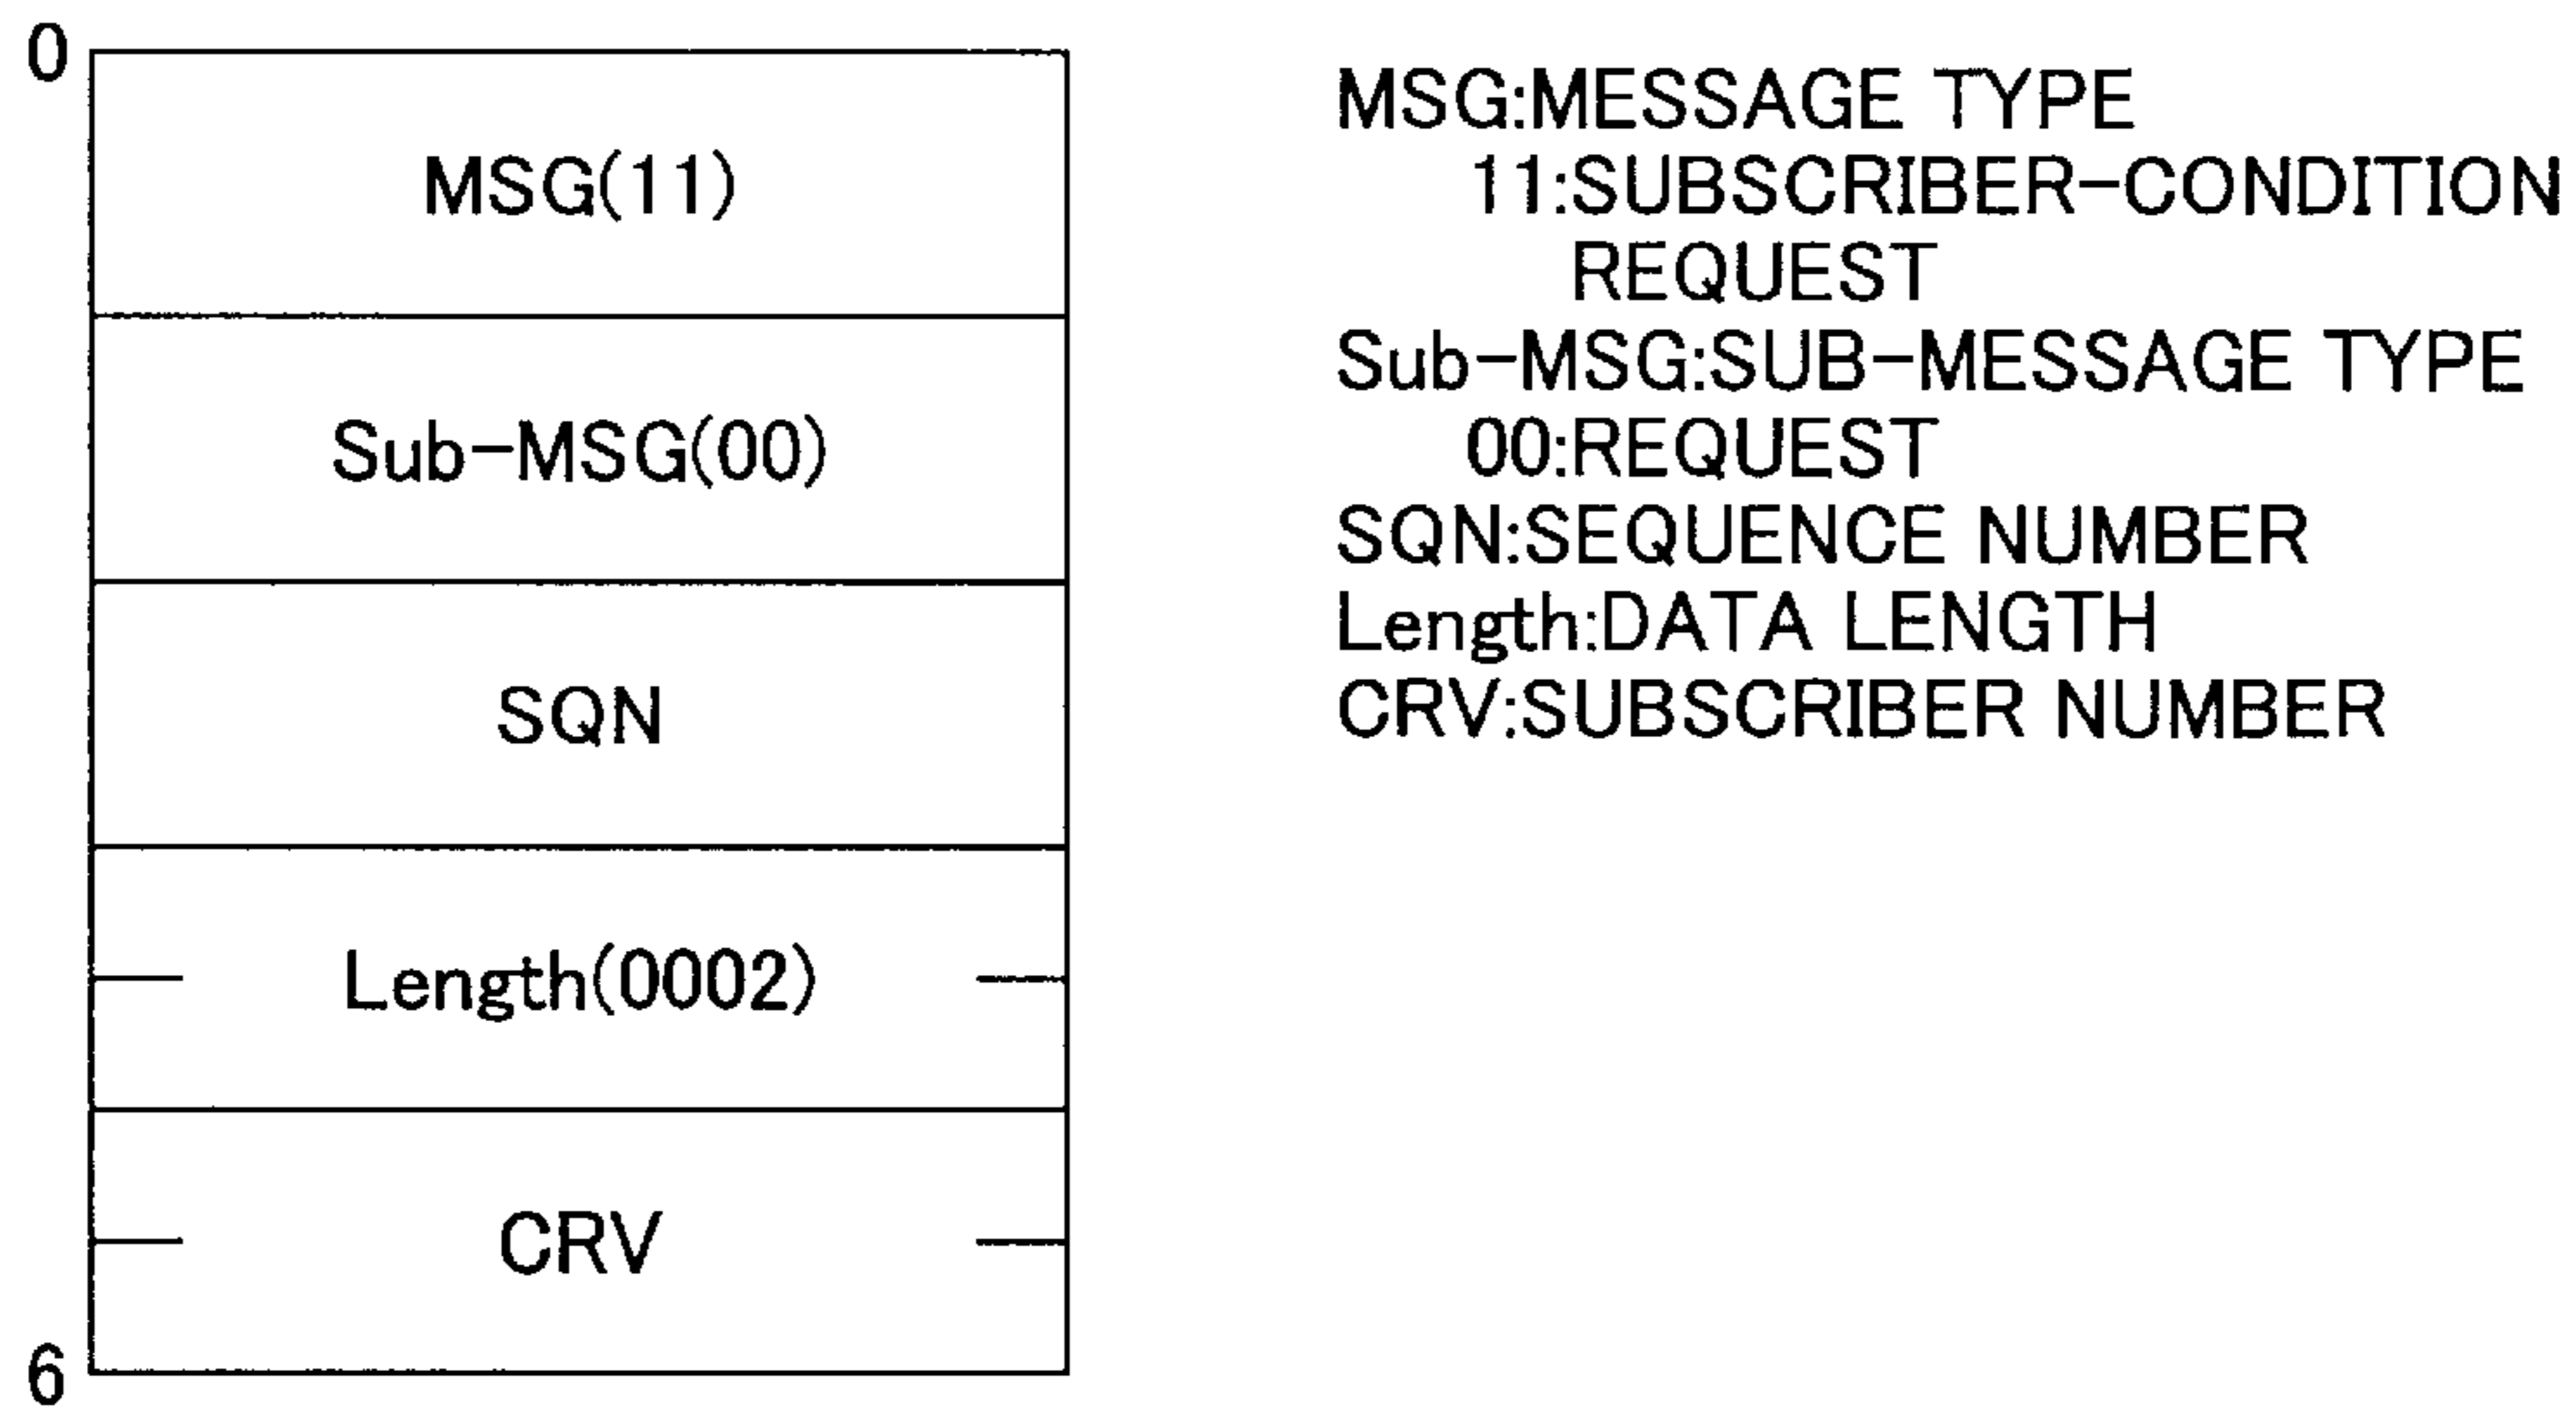 0
MSG(11)
Sub-MSG(00)
SQN
Length(0002)
CRV
6
MSG:MESSAGE TYPE
11:SUBSCRIBER-CONDITION
REQUEST
Sub-MSG:SUB-MESSAGE TYPE
00:REQUEST
SQN:SEQUENCE NUMBER
Length:DATA LENGTH
CRV:SUBSCRIBER NUMBER